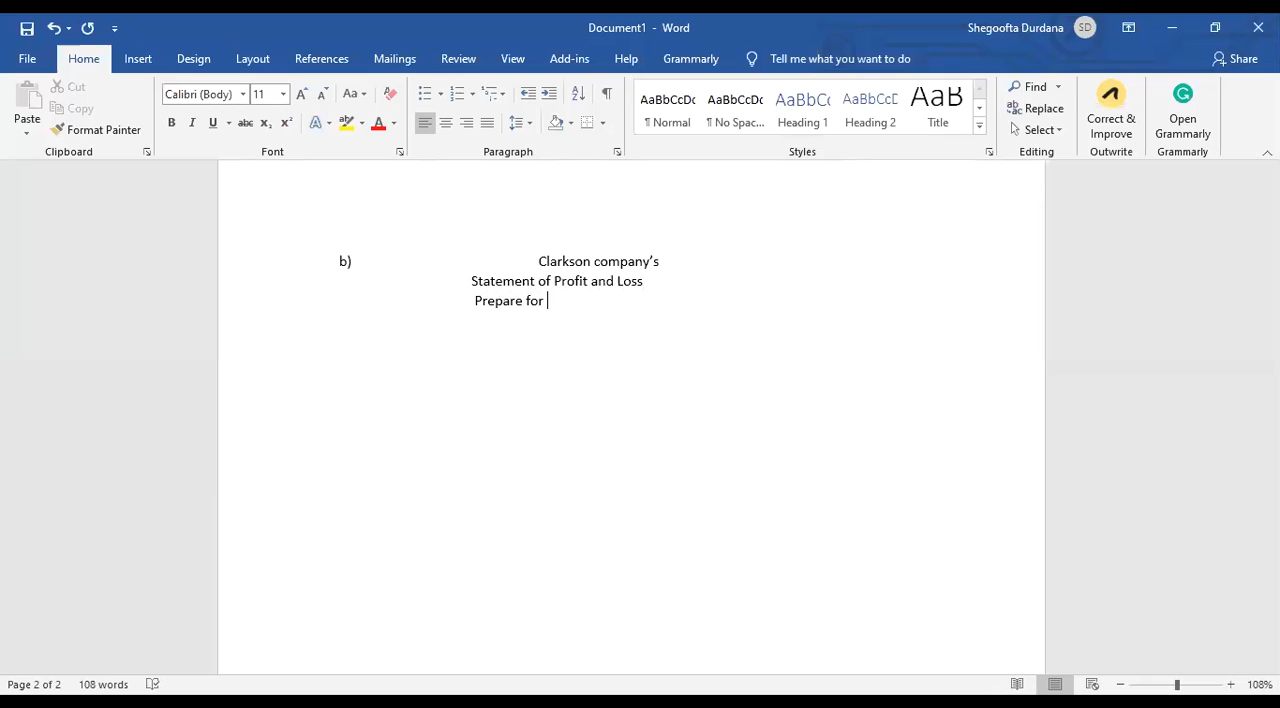 Document1 - Word
Shegoofta Durdana
SD
File Home Insert Design Layout References Mailings Review View Add-ins Help Grammarly Tell me what you want to do Share
Paste
Cut
Copy
Format Painter
Clipboard
Calibri (Body) 11
Aa
B I U abc x₂ x² A A
Font
Paragraph
AaBbCcDc AaBbCcDc AaBbCc AaBbCcD AaB
¶ Normal ¶ No Spac... Heading 1 Heading 2 Title
Styles
Find
Replace
Select
Editing
Correct & Improve
Outwrite
Open Grammarly
Grammarly
b) Clarkson company’s
Statement of Profit and Loss
Prepare for
Page 2 of 2 108 words 108%